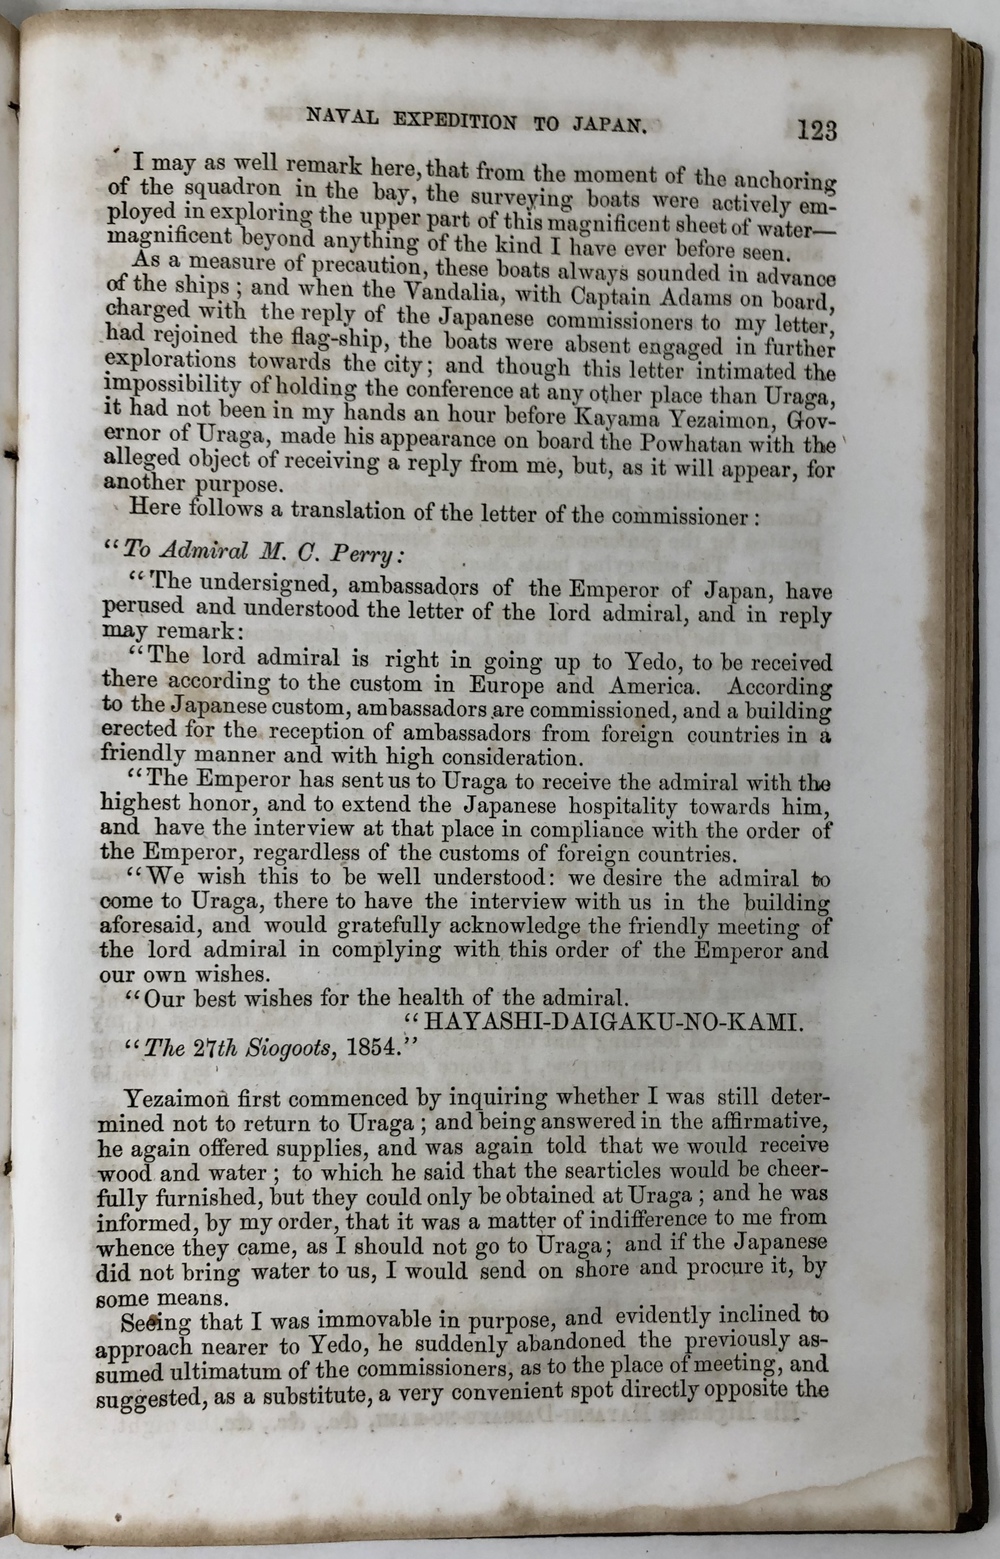 NAVAL EXPEDITION TO JAPAN. 123
I may as well remark here, that from the moment of the anchoring
of the squadron in the bay, the surveying boats were actively em-
ployed in exploring the upper part of this magnificent sheet of water—
magnificent beyond anything of the kind I have ever before seen.
As a measure of precaution, these boats always sounded in advance
of the ships; and when the Vandalia, with Captain Adams on board,
charged with the reply of the Japanese commissioners to my letter,
had rejoined the flag-ship, the boats were absent engaged in further
explorations towards the city; and though this letter intimated the
impossibility of holding the conference at any other place than Uraga,
it had not been in my hands an hour before Kayama Yezaimon, Gov-
ernor of Uraga, made his appearance on board the Powhatan with the
alleged object of receiving a reply from me, but, as it will appear, for
another purpose.
Here follows a translation of the letter of the commissioner:
“To Admiral M. C. Perry:
“The undersigned, ambassadors of the Emperor of Japan, have
perused and understood the letter of the lord admiral, and in reply
may remark:
“The lord admiral is right in going up to Yedo, to be received
there according to the custom in Europe and America. According
to the Japanese custom, ambassadors are commissioned, and a building
erected for the reception of ambassadors from foreign countries in a
friendly manner and with high consideration.
“The Emperor has sent us to Uraga to receive the admiral with the
highest honor, and to extend the Japanese hospitality towards him,
and have the interview at that place in compliance with the order of
the Emperor, regardless of the customs of foreign countries.
“We wish this to be well understood: we desire the admiral to
come to Uraga, there to have the interview with us in the building
aforesaid, and would gratefully acknowledge the friendly meeting of
the lord admiral in complying with this order of the Emperor and
our own wishes.
“Our best wishes for the health of the admiral.
“HAYASHI-DAIGAKU-NO-KAMI.
“The 27th Siogoots, 1854.”
Yezaimon first commenced by inquiring whether I was still deter-
mined not to return to Uraga; and being answered in the affirmative,
he again offered supplies, and was again told that we would receive
wood and water; to which he said that the searticles would be cheer-
fully furnished, but they could only be obtained at Uraga; and he was
informed, by my order, that it was a matter of indifference to me from
whence they came, as I should not go to Uraga; and if the Japanese
did not bring water to us, I would send on shore and procure it, by
some means.
Seeing that I was immovable in purpose, and evidently inclined to
approach nearer to Yedo, he suddenly abandoned the previously as-
sumed ultimatum of the commissioners, as to the place of meeting, and
suggested, as a substitute, a very convenient spot directly opposite the